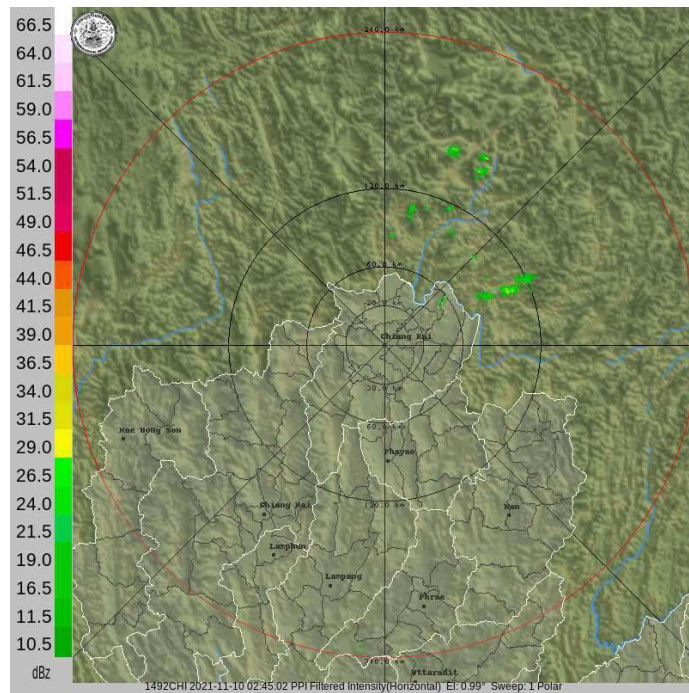 66.5
64.0
61.5
59.0
56.5
54.0
51.5
49.0
46.5
44.0
41.5
39.0
36.5
34.0
31.5
29.0
26.5
24.0
21.5
19.0
16.5
14.0
11.5
10.5
dBz
240.0 km
120.0 km
60.0 km
Chiang Rai
60.0 km
Mae Hong Son
Phayao
120.0 km
Chiang Mai
Nan
Lamphun
Lampang
Phrae
240.0 km
Uttaradit
1492CHI 2021-11-10 02:45:02 PPI Filtered Intensity(Horizontal) El: 0.99° Sweep: 1 Polar